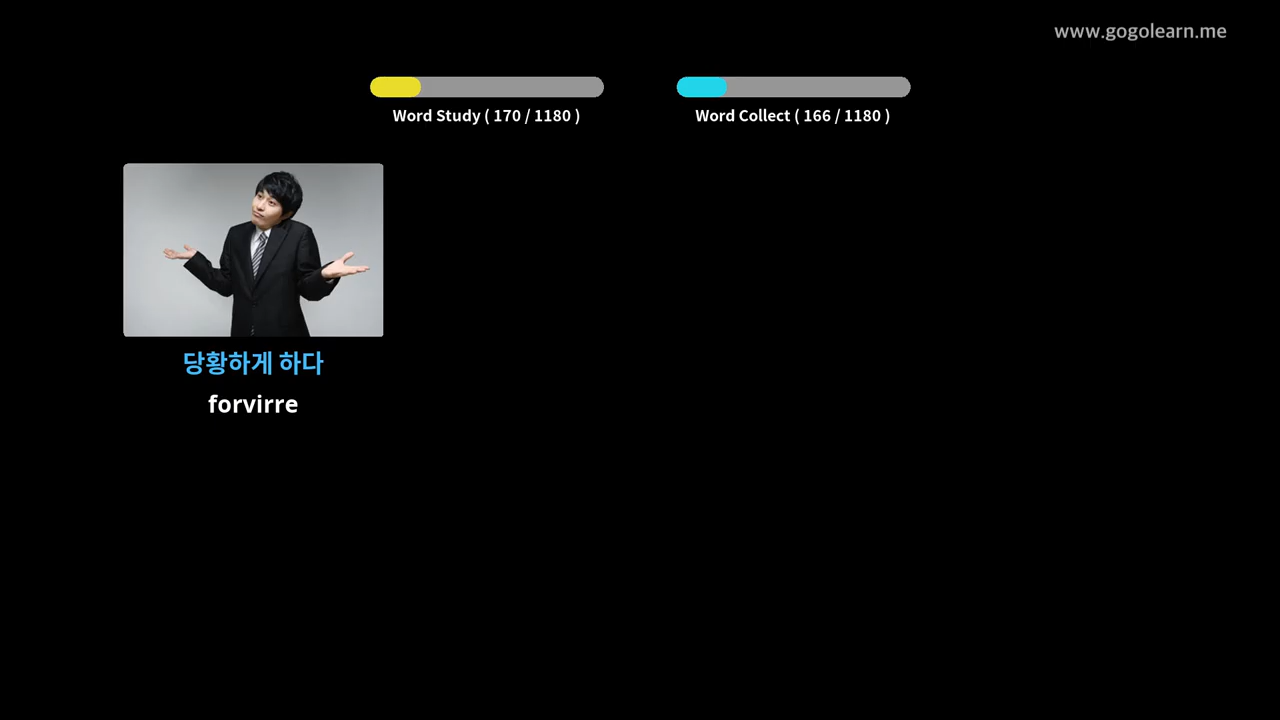 www.gogolearn.me
Word Study ( 170 / 1180 )
Word Collect ( 166 / 1180 )
당황하게 하다
forvirre